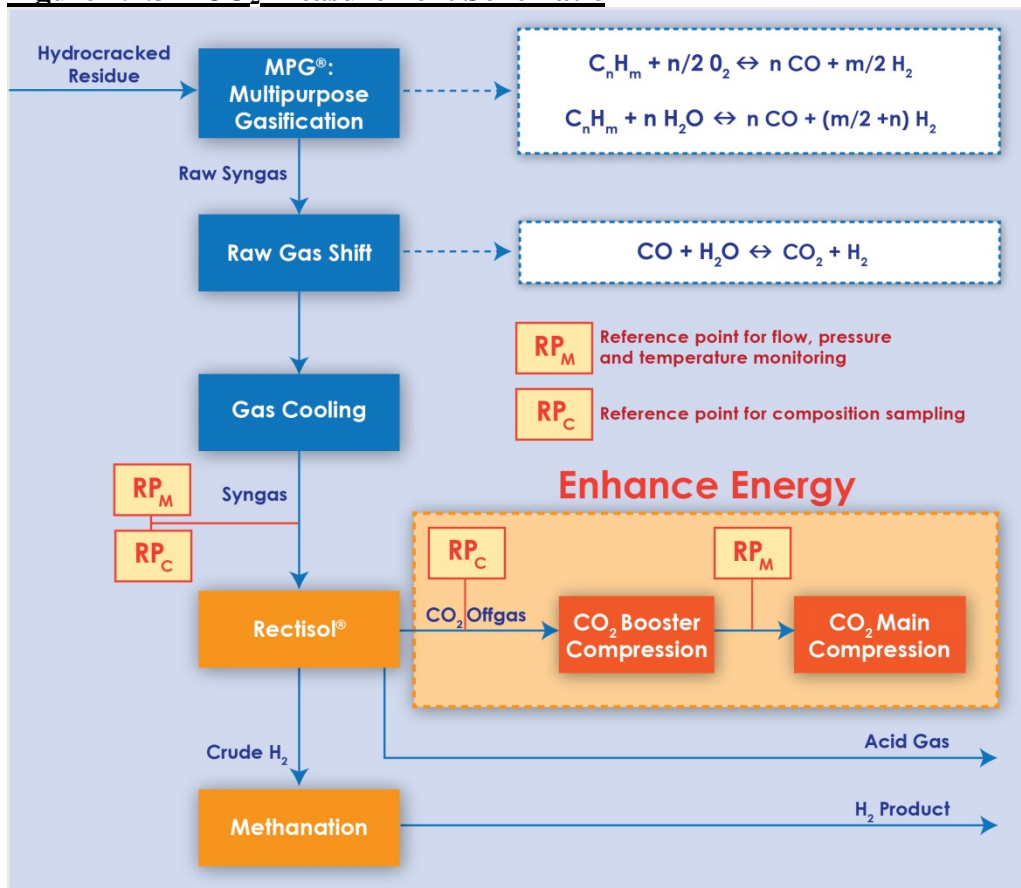 Hydrocracked
Residue
MPG®:
Multipurpose
Gasification
CnHm + n/2 0₂ ↔ n CO + m/2 H₂
CnHm + n H₂O ↔ n CO + (m/2 +n) H₂
Raw Syngas
Raw Gas Shift
CO + H₂O ↔ CO₂ + H₂
RPM
Reference point for flow, pressure
and temperature monitoring
RPC
Reference point for composition sampling
Gas Cooling
Syngas
RPM
RPC
Enhance Energy
RPC
RPM
Rectisol®
CO₂ Offgas
CO₂ Booster
Compression
CO₂ Main
Compression
Crude H₂
Acid Gas
Methanation
H₂ Product